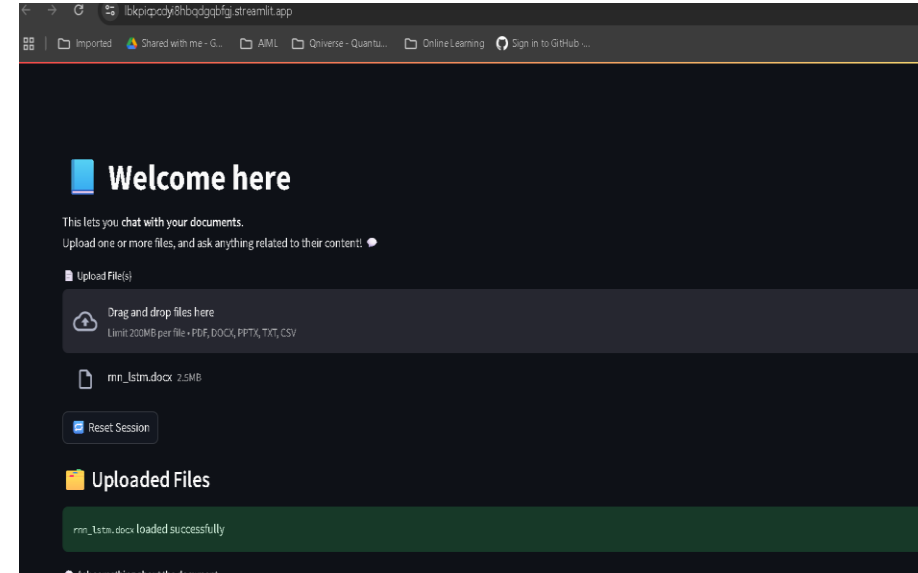 .streamlit.app
Imported
Shared with me - G...
AIML
Qniverse - Quantu...
Online Learning
Sign in to GitHub ·...
Welcome here
This lets you chat with your documents.
Upload one or more files, and ask anything related to their content!
Upload File(s)
Drag and drop files here
Limit 200MB per file • PDF, DOCX, PPTX, TXT, CSV
rnn_lstm.docx 2.5MB
Reset Session
Uploaded Files
rnn_lstm.docx loaded successfully